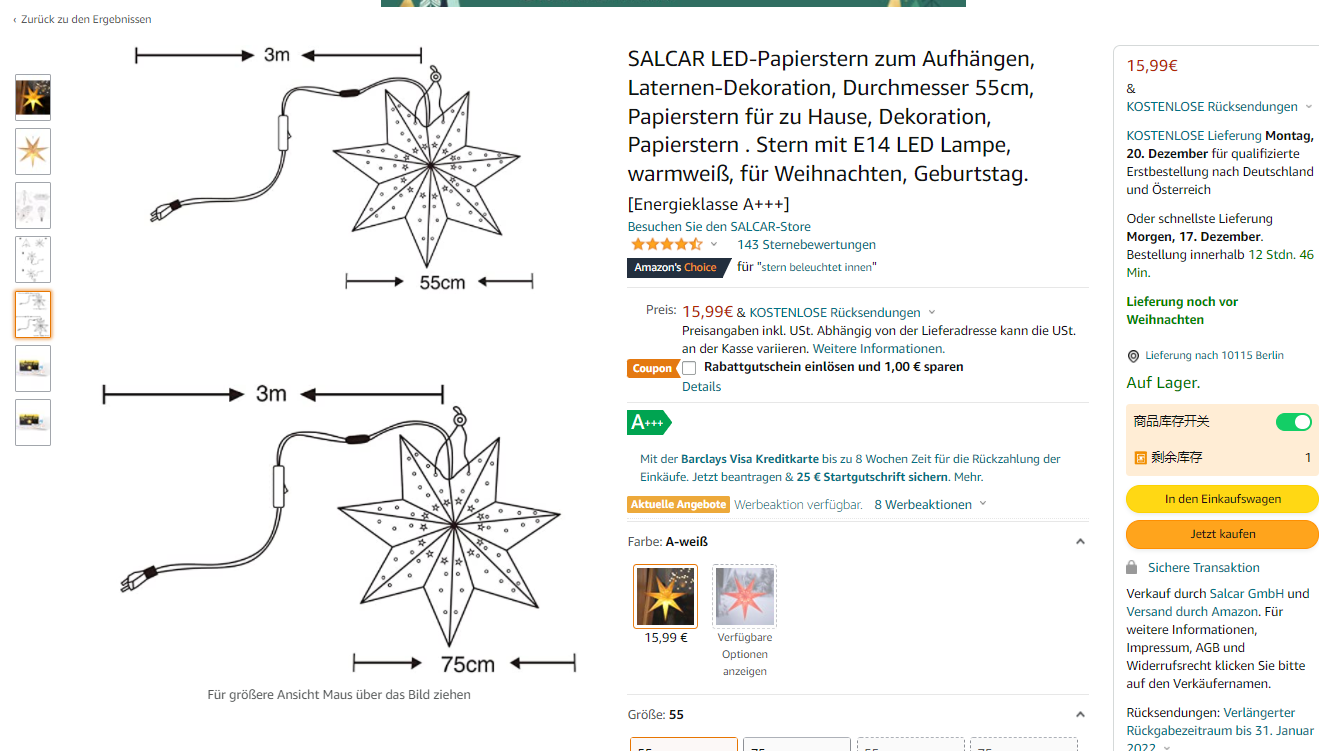 ‹ Zurück zu den Ergebnissen
3m
55cm
3m
75cm
Für größere Ansicht Maus über das Bild ziehen
SALCAR LED-Papierstern zum Aufhängen,
Laternen-Dekoration, Durchmesser 55cm,
Papierstern für zu Hause, Dekoration,
Papierstern . Stern mit E14 LED Lampe,
warmweiß, für Weihnachten, Geburtstag.
[Energieklasse A+++]
Besuchen Sie den SALCAR-Store
143 Sternebewertungen
Amazon's Choice für "stern beleuchtet innen"
Preis: 15,99€ & KOSTENLOSE Rücksendungen
Preisangaben inkl. USt. Abhängig von der Lieferadresse kann die USt.
an der Kasse variieren. Weitere Informationen.
Coupon Rabattgutschein einlösen und 1,00 € sparen
Details
A+++
Mit der Barclays Visa Kreditkarte bis zu 8 Wochen Zeit für die Rückzahlung der
Einkäufe. Jetzt beantragen & 25 € Startgutschrift sichern. Mehr.
Aktuelle Angebote Werbeaktion verfügbar. 8 Werbeaktionen
Farbe: A-weiß
15,99 €
Verfügbare
Optionen
anzeigen
Größe: 55
55 75 55 75
15,99€
&
KOSTENLOSE Rücksendungen
KOSTENLOSE Lieferung Montag,
20. Dezember für qualifizierte
Erstbestellung nach Deutschland
und Österreich
Oder schnellste Lieferung
Morgen, 17. Dezember.
Bestellung innerhalb 12 Stdn. 46
Min.
Lieferung noch vor
Weihnachten
Lieferung nach 10115 Berlin
Auf Lager.
商品库存开关
剩余库存 1
In den Einkaufswagen
Jetzt kaufen
Sichere Transaktion
Verkauf durch Salcar GmbH und
Versand durch Amazon. Für
weitere Informationen,
Impressum, AGB und
Widerrufsrecht klicken Sie bitte
auf den Verkäufernamen.
Rücksendungen: Verlängerter
Rückgabezeitraum bis 31. Januar
2022